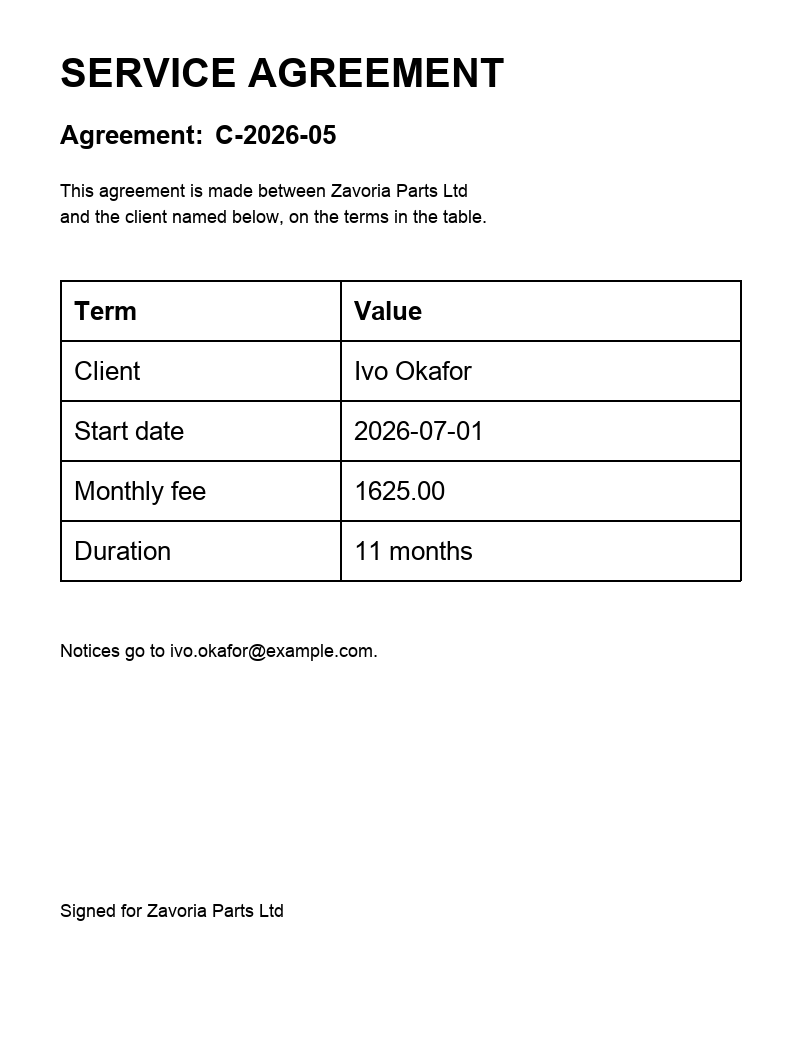 SERVICE AGREEMENT
Agreement: C-2026-05
This agreement is made between Zavoria Parts Ltd
and the client named below, on the terms in the table.
Term Value
Client Ivo Okafor
Start date 2026-07-01
Monthly fee 1625.00
Duration 11 months
Notices go to ivo.okafor@example.com.
Signed for Zavoria Parts Ltd